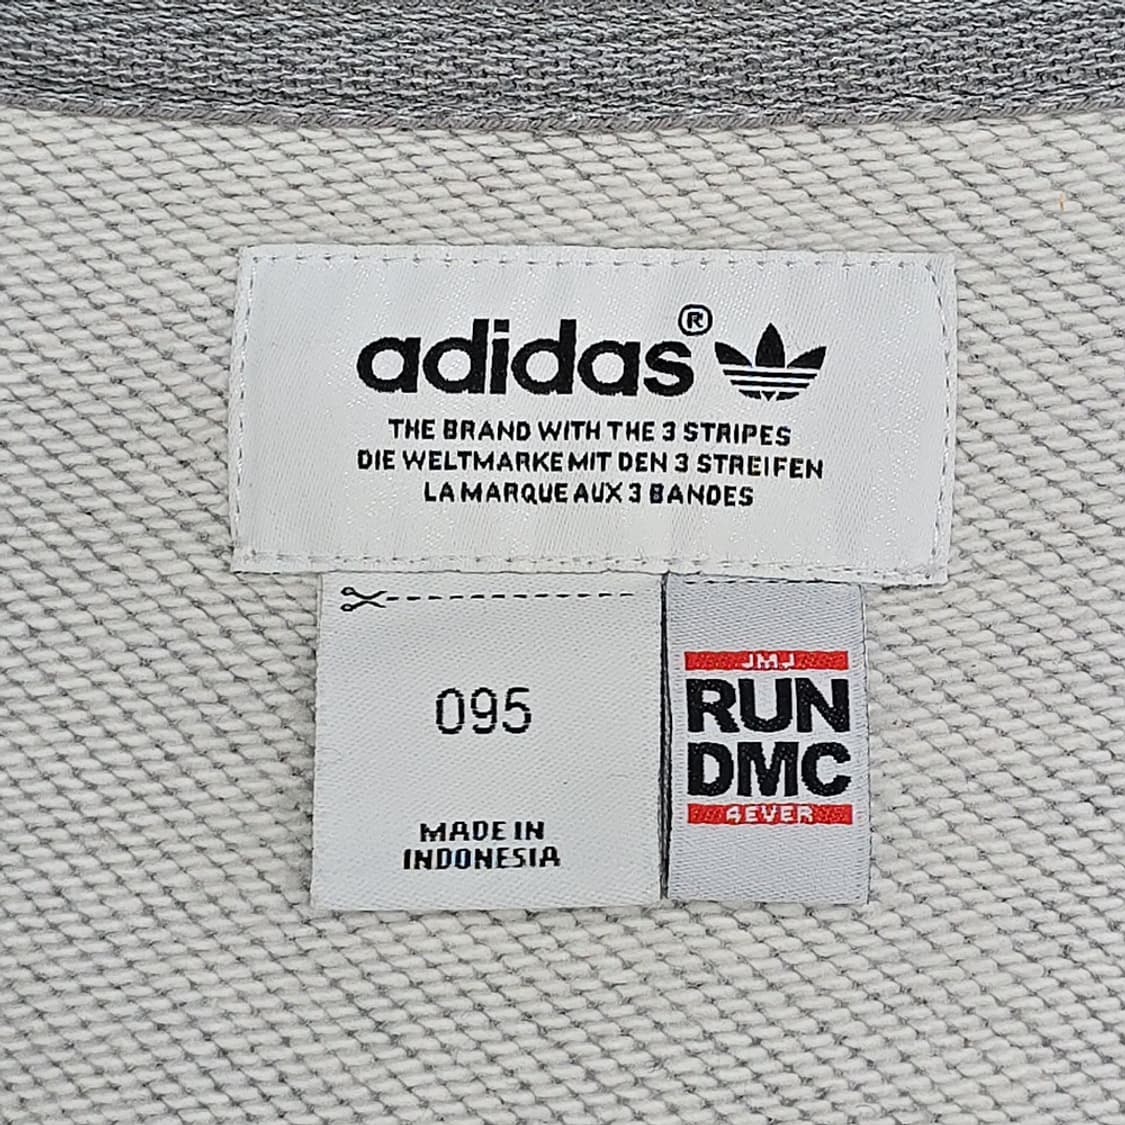 adidas®
THE BRAND WITH THE 3 STRIPES
DIE WELTMARKE MIT DEN 3 STREIFEN
LA MARQUE AUX 3 BANDES
095
MADE IN
INDONESIA
JMJ
RUN
DMC
4EVER